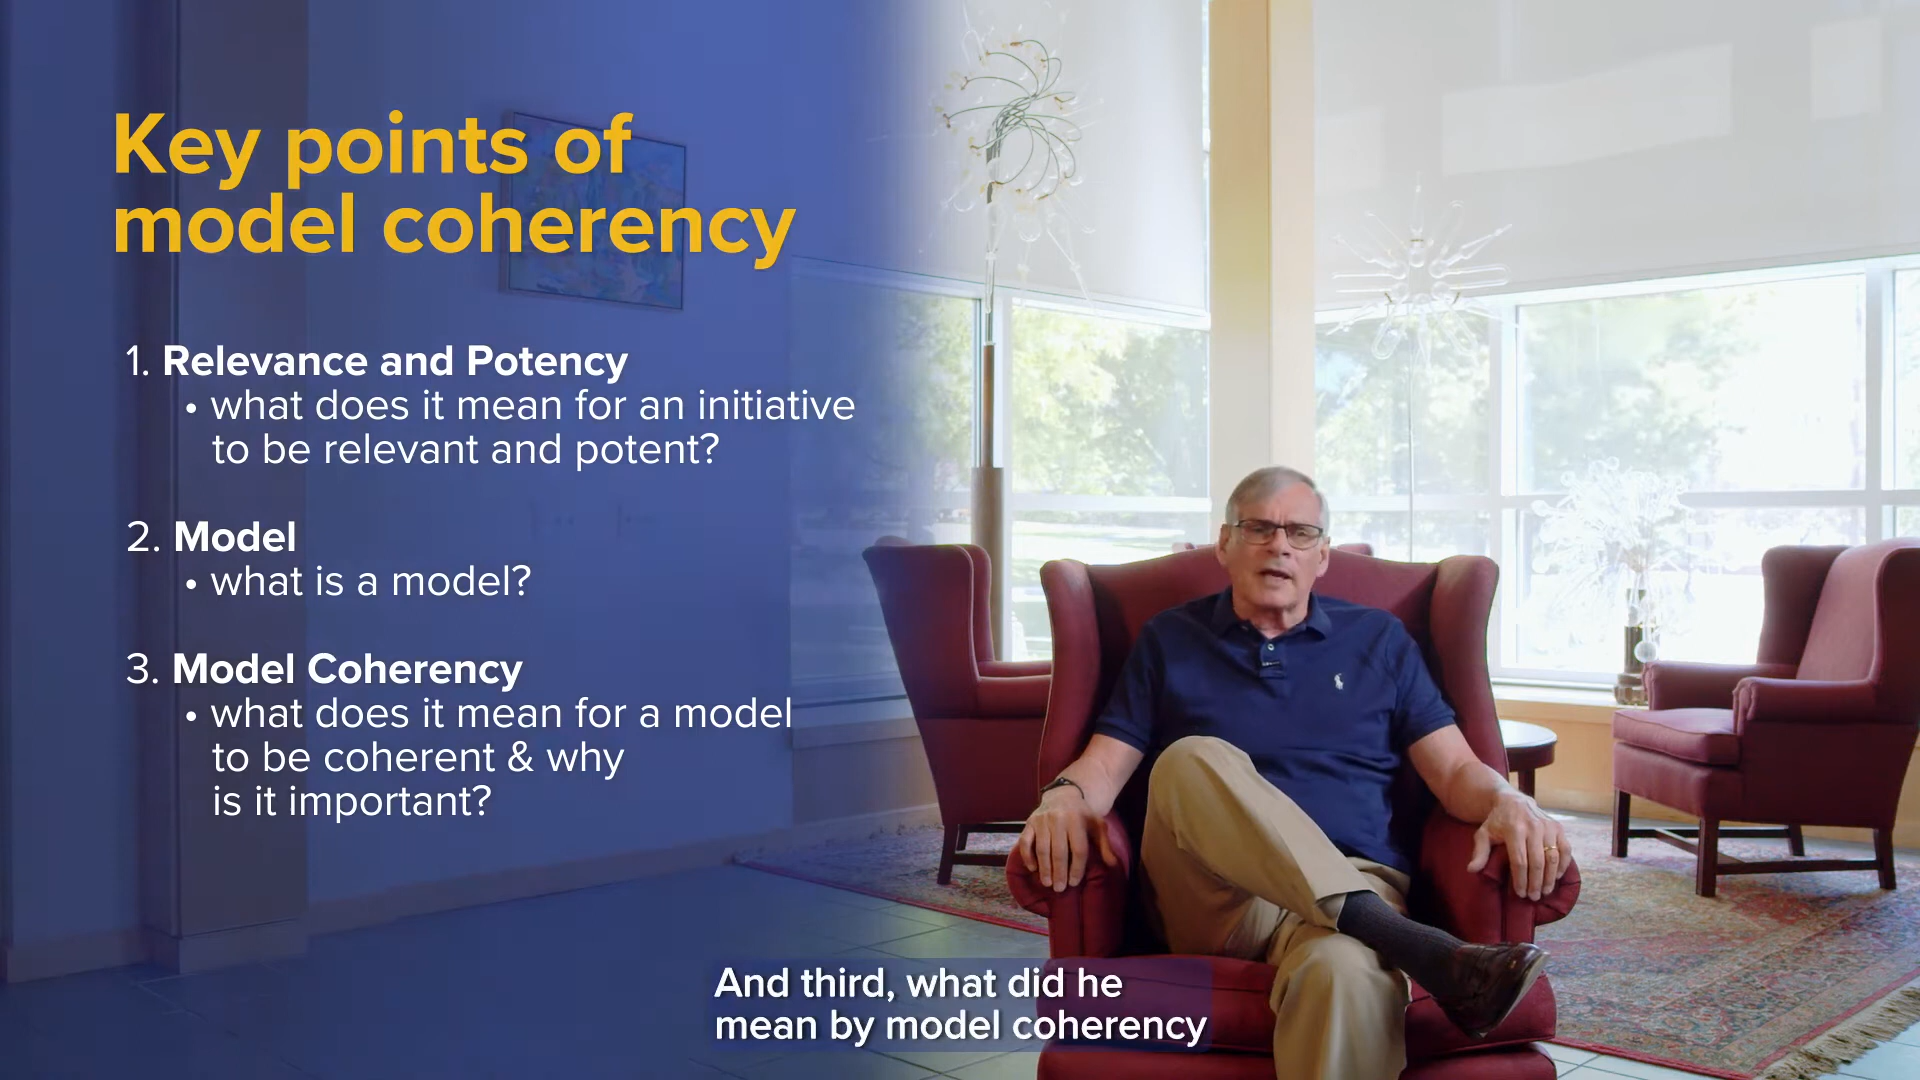 Key points of
model coherency
1. Relevance and Potency
• what does it mean for an initiative
to be relevant and potent?
2. Model
• what is a model?
3. Model Coherency
• what does it mean for a model
to be coherent & why
is it important?
And third, what did he
mean by model coherency